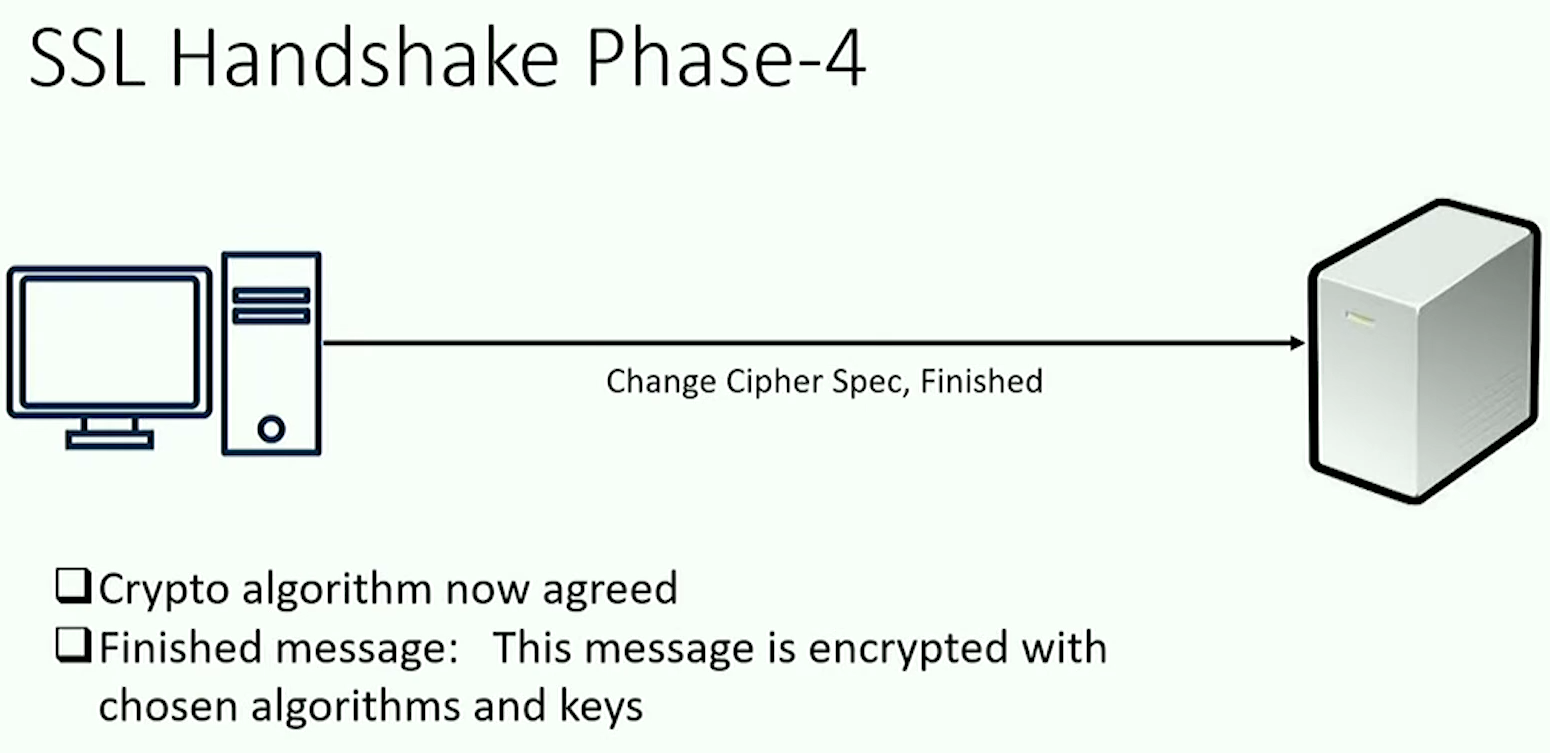 SSL Handshake Phase-4
Change Cipher Spec, Finished
Crypto algorithm now agreed
Finished message: This message is encrypted with
chosen algorithms and keys